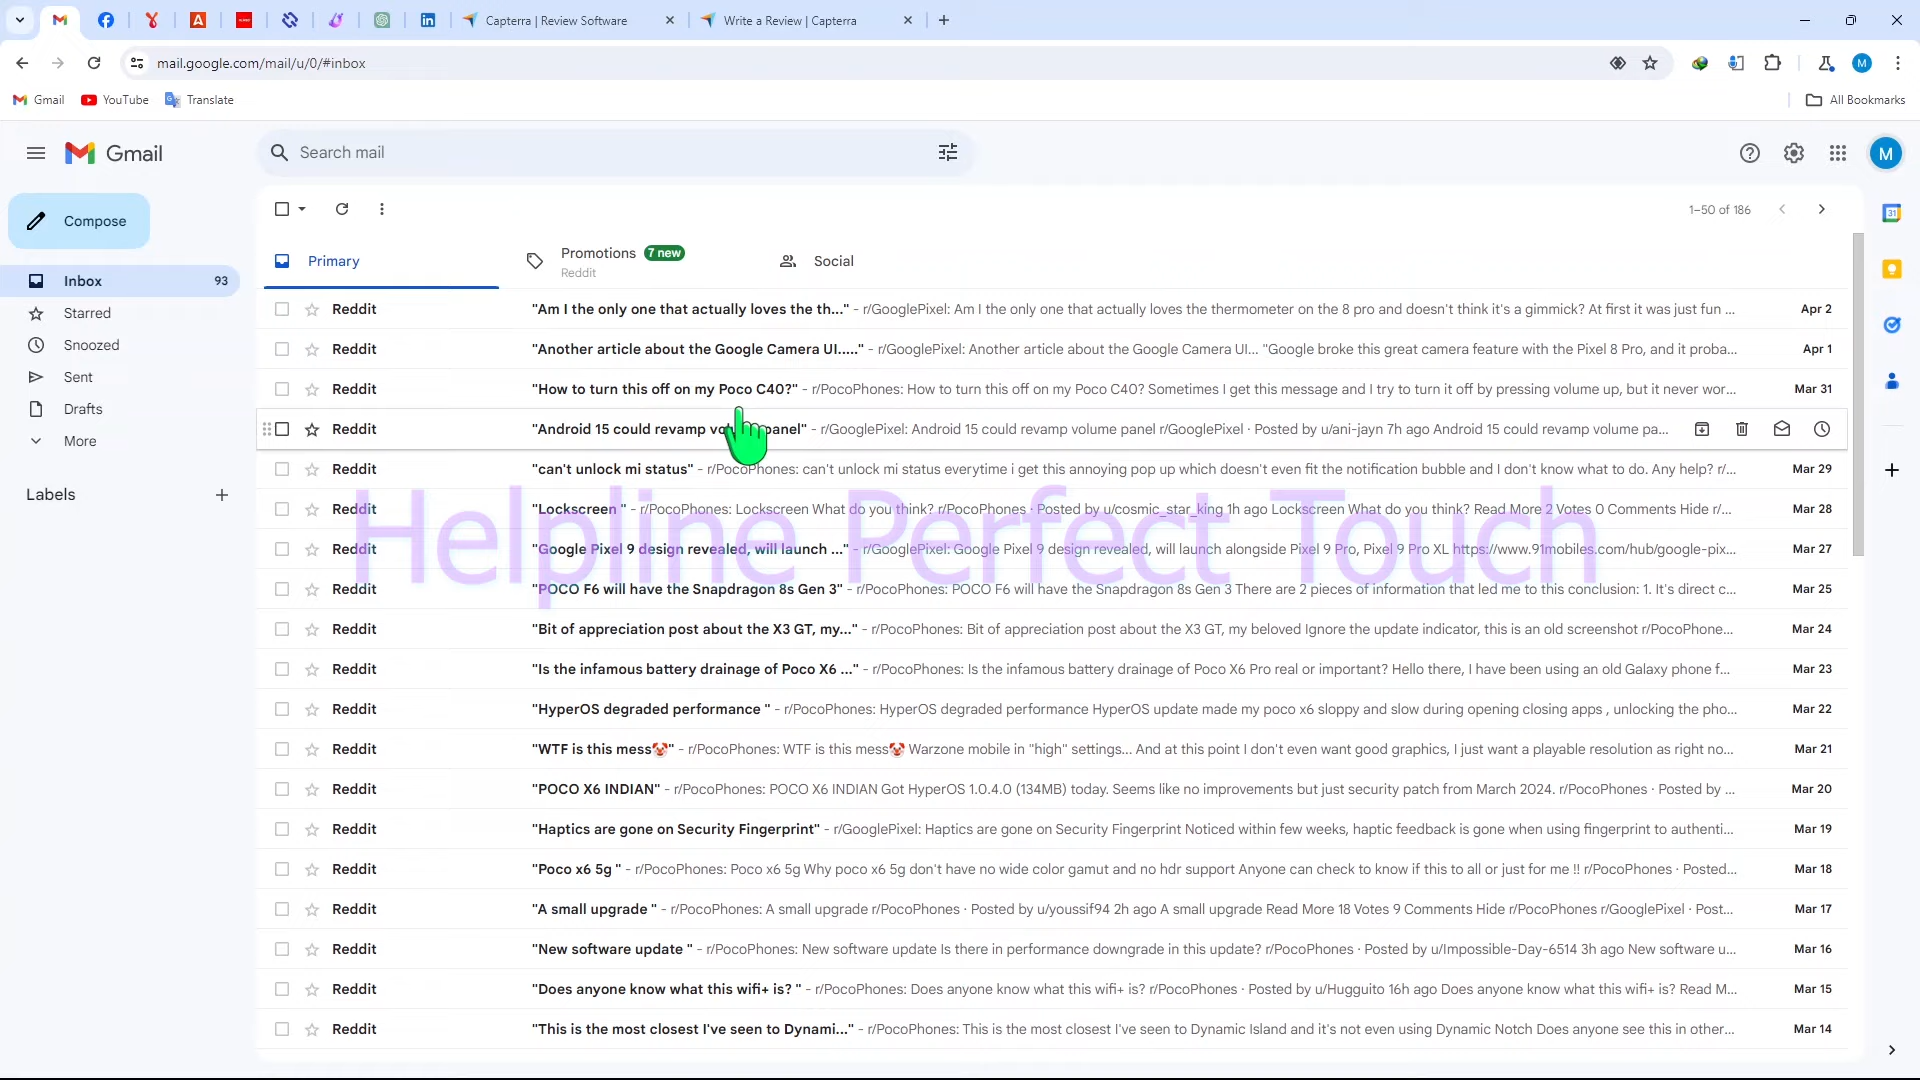 Capterra | Review Software
Write a Review | Capterra
mail.google.com/mail/u/0/#inbox
M
Gmail
YouTube
Translate
All Bookmarks
Gmail
Search mail
M
Compose
1–50 of 186
31
Primary
Promotions 7 new
Reddit
Social
Inbox 93
Starred
Snoozed
Sent
Drafts
More
Labels
Reddit "Am I the only one that actually loves the th..." - r/GooglePixel: Am I the only one that actually loves the thermometer on the 8 pro and doesn't think it's a gimmick? At first it was just fun ... Apr 2
Reddit "Another article about the Google Camera UI....." - r/GooglePixel: Another article about the Google Camera UI... "Google broke this great camera feature with the Pixel 8 Pro, and it proba... Apr 1
Reddit "How to turn this off on my Poco C40?" - r/PocoPhones: How to turn this off on my Poco C40? Sometimes I get this message and I try to turn it off by pressing volume up, but it never wor... Mar 31
Reddit "Android 15 could revamp vo panel" - r/GooglePixel: Android 15 could revamp volume panel r/GooglePixel · Posted by u/ani-jayn 7h ago Android 15 could revamp volume pa...
Reddit "can't unlock mi status" - r/PocoPhones: can't unlock mi status everytime i get this annoying pop up which doesn't even fit the notification bubble and I don't know what to do. Any help? r/... Mar 29
Reddit "Lockscreen " - r/PocoPhones: Lockscreen What do you think? r/PocoPhones · Posted by u/cosmic_star_king 1h ago Lockscreen What do you think? Read More 2 Votes 0 Comments Hide r/... Mar 28
Helpline Perfect Touch
Reddit "Google Pixel 9 design revealed, will launch ..." - r/GooglePixel: Google Pixel 9 design revealed, will launch alongside Pixel 9 Pro, Pixel 9 Pro XL https://www.91mobiles.com/hub/google-pix... Mar 27
Reddit "POCO F6 will have the Snapdragon 8s Gen 3" - r/PocoPhones: POCO F6 will have the Snapdragon 8s Gen 3 There are 2 pieces of information that led me to this conclusion: 1. It's direct c... Mar 25
Reddit "Bit of appreciation post about the X3 GT, my..." - r/PocoPhones: Bit of appreciation post about the X3 GT, my beloved Ignore the update indicator, this is an old screenshot r/PocoPhone... Mar 24
Reddit "Is the infamous battery drainage of Poco X6 ..." - r/PocoPhones: Is the infamous battery drainage of Poco X6 Pro real or important? Hello there, I have been using an old Galaxy phone f... Mar 23
Reddit "HyperOS degraded performance " - r/PocoPhones: HyperOS degraded performance HyperOS update made my poco x6 sloppy and slow during opening closing apps , unlocking the pho... Mar 22
Reddit "WTF is this mess🤡" - r/PocoPhones: WTF is this mess🤡 Warzone mobile in "high" settings... And at this point I don't even want good graphics, I just want a playable resolution as right no... Mar 21
Reddit "POCO X6 INDIAN" - r/PocoPhones: POCO X6 INDIAN Got HyperOS 1.0.4.0 (134MB) today. Seems like no improvements but just security patch from March 2024. r/PocoPhones · Posted by ... Mar 20
Reddit "Haptics are gone on Security Fingerprint" - r/GooglePixel: Haptics are gone on Security Fingerprint Noticed within few weeks, haptic feedback is gone when using fingerprint to authenti... Mar 19
Reddit "Poco x6 5g " - r/PocoPhones: Poco x6 5g Why poco x6 5g don't have no wide color gamut and no hdr support Anyone can check to know if this to all or just for me !! r/PocoPhones · Posted... Mar 18
Reddit "A small upgrade " - r/PocoPhones: A small upgrade r/PocoPhones · Posted by u/youssif94 2h ago A small upgrade Read More 18 Votes 9 Comments Hide r/PocoPhones r/GooglePixel · Post... Mar 17
Reddit "New software update " - r/PocoPhones: New software update Is there in performance downgrade in this update? r/PocoPhones · Posted by u/Impossible-Day-6514 3h ago New software u... Mar 16
Reddit "Does anyone know what this wifi+ is? " - r/PocoPhones: Does anyone know what this wifi+ is? r/PocoPhones · Posted by u/Hugguito 16h ago Does anyone know what this wifi+ is? Read M... Mar 15
Reddit "This is the most closest I've seen to Dynami..." - r/PocoPhones: This is the most closest I've seen to Dynamic Island and it's not even using Dynamic Notch Does anyone see this in other... Mar 14